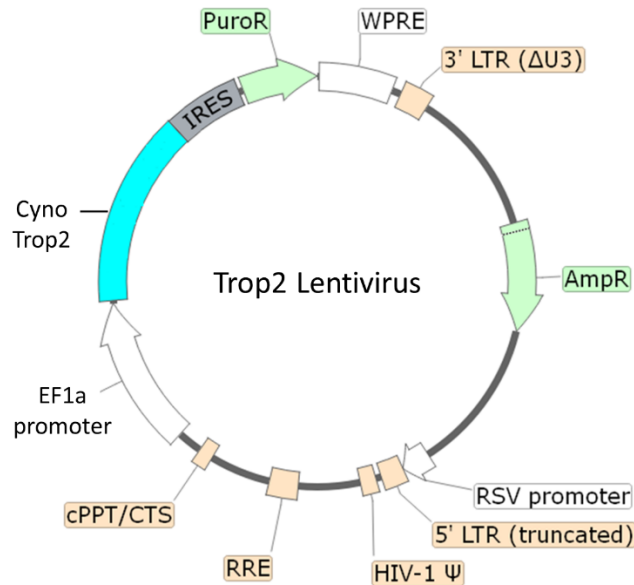 PuroR
WPRE
3' LTR (ΔU3)
IRES
Cyno
Trop2
Trop2 Lentivirus
AmpR
EF1a
promoter
cPPT/CTS
RSV promoter
5' LTR (truncated)
RRE
HIV-1 Ψ